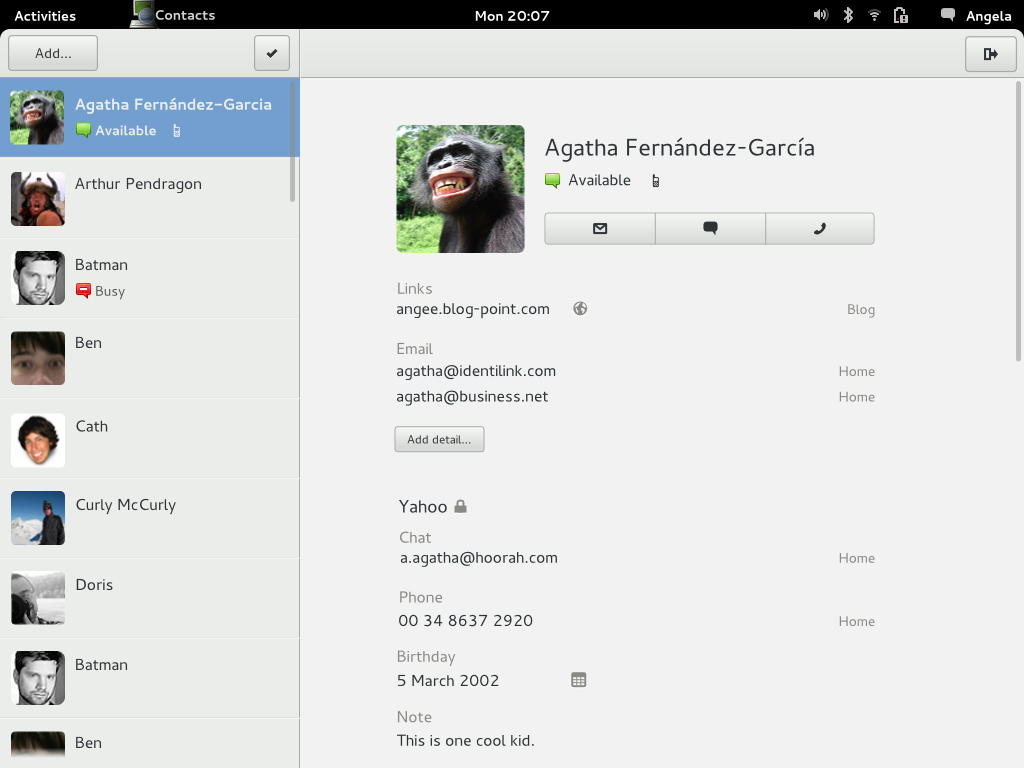 Activities
Contacts
Mon 20:07
Angela
Add...
Agatha Fernández-Garcia
Available
Arthur Pendragon
Batman
Busy
Ben
Cath
Curly McCurly
Doris
Batman
Ben
Agatha Fernández-García
Available
Links
angee.blog-point.com Blog
Email
agatha@identilink.com Home
agatha@business.net Home
Add detail...
Yahoo
Chat
a.agatha@hoorah.com Home
Phone
00 34 8637 2920 Home
Birthday
5 March 2002
Note
This is one cool kid.